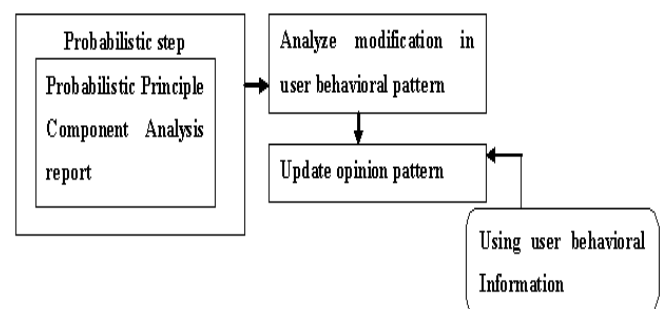 Probabilistic step
Probabilistic Principle
Component Analysis
report
Analyze modification in
user behavioral pattern
Update opinion pattern
Using user behavioral
Information